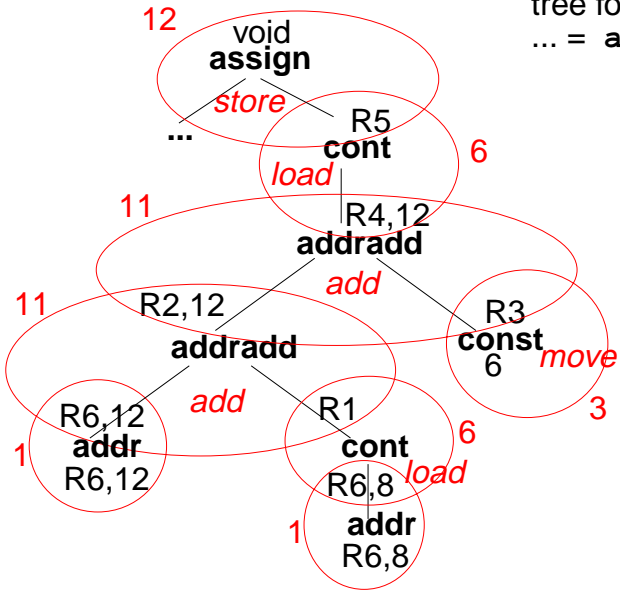 tree fo
... = a
12
void
assign
store
...
R5
cont
6
load
11
R4,12
addradd
add
11
R2,12
R3
addradd
const
6
move
add
3
R6,12
R1
1
addr
cont
6
R6,12
load
R6,8
1
addr
R6,8